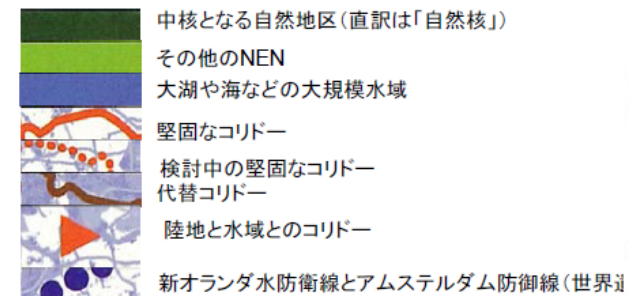 中核となる自然地区（直訳は「自然核」）
その他のNEN
大湖や海などの大規模水域
堅固なコリドー
検討中の堅固なコリドー
代替コリドー
陸地と水域とのコリドー
新オランダ水防衛線とアムステルダム防御線（世界